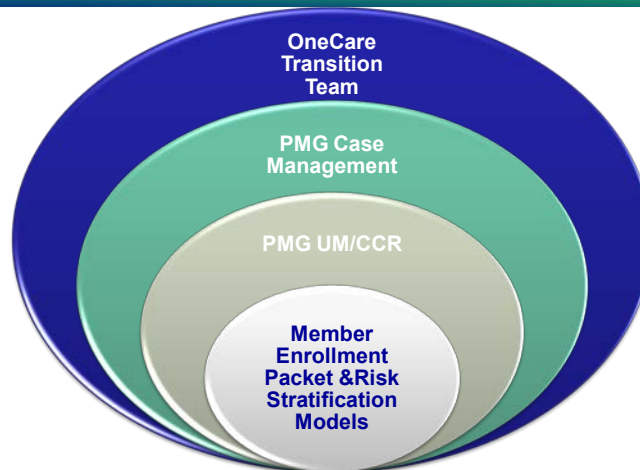 OneCare
Transition
Team
PMG Case
Management
PMG UM/CCR
Member
Enrollment
Packet &Risk
Stratification
Models